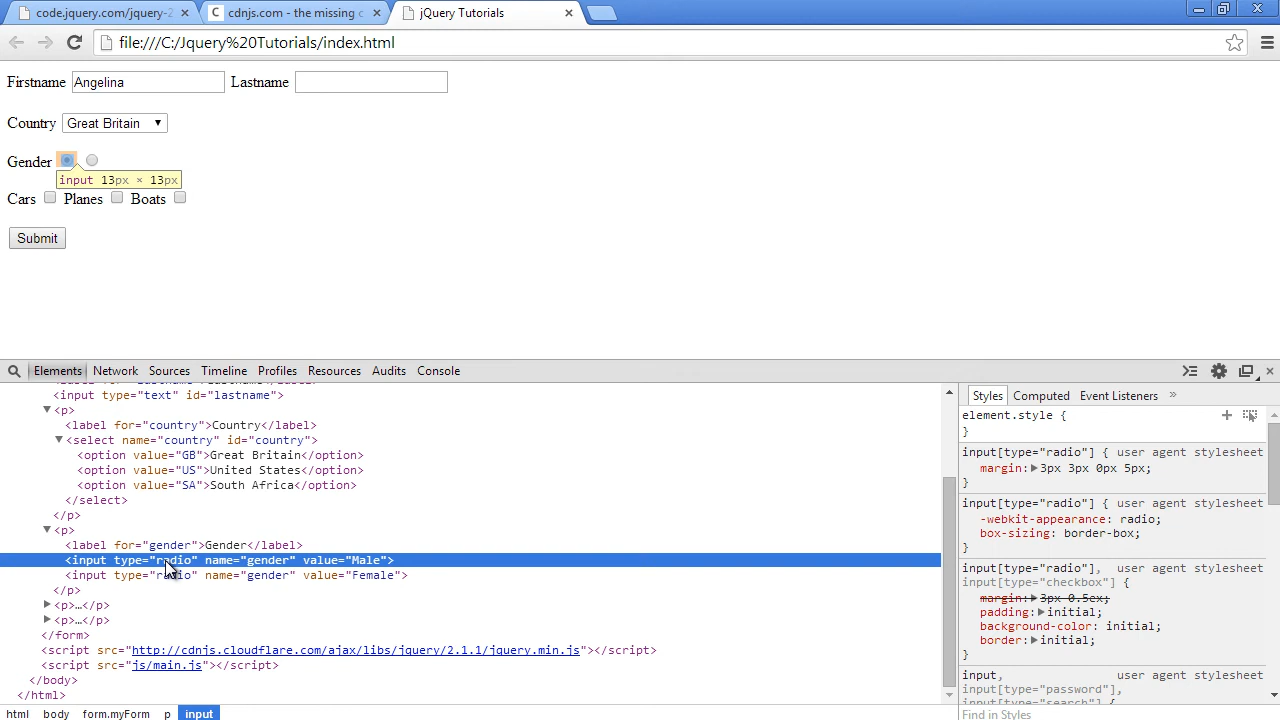 code.jquery.com/jquery-2 cdnjs.com - the missing c jQuery Tutorials
file:///C:/Jquery%20Tutorials/index.html
Firstname Angelina Lastname
Country Great Britain
Gender
input 13px × 13px
Cars Planes Boats
Submit
Elements Network Sources Timeline Profiles Resources Audits Console
<input type="text" id="lastname">
<p>
<label for="country">Country</label>
<select name="country" id="country">
<option value="GB">Great Britain</option>
<option value="US">United States</option>
<option value="SA">South Africa</option>
</select>
</p>
<p>
<label for="gender">Gender</label>
<input type="radio" name="gender" value="Male">
<input type="radio" name="gender" value="Female">
</p>
<p>…</p>
<p>…</p>
</form>
<script src="http://cdnjs.cloudflare.com/ajax/libs/jquery/2.1.1/jquery.min.js"></script>
<script src="js/main.js"></script>
</body>
</html>
html body form.myForm p input
Styles Computed Event Listeners »
element.style {
}
input[type="radio"] { user agent stylesheet
margin: 3px 3px 0px 5px;
}
input[type="radio"] { user agent stylesheet
-webkit-appearance: radio;
box-sizing: border-box;
}
input[type="radio"], user agent stylesheet
input[type="checkbox"] {
margin: 3px 0.5ex;
padding: initial;
background-color: initial;
border: initial;
}
input, user agent stylesheet
input[type="password"],
input[type="search"] {
Find in Styles